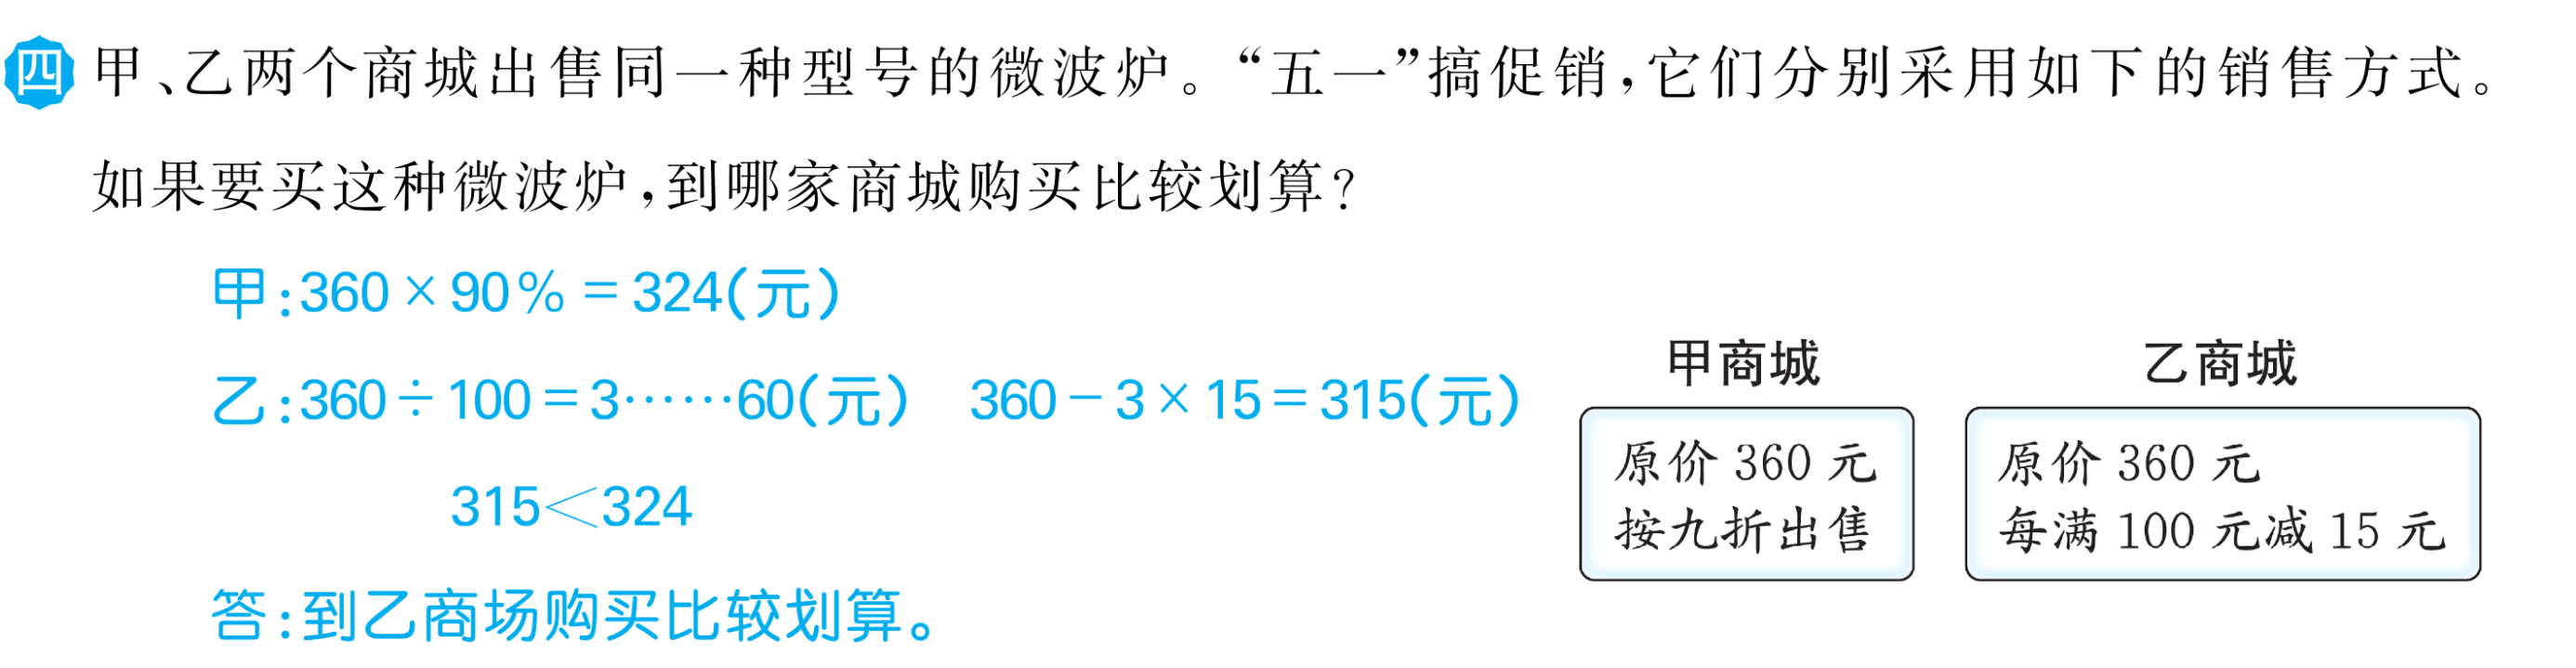 四 甲、乙两个商城出售同一种型号的微波炉。“五一”搞促销,它们分别采用如下的销售方式。
如果要买这种微波炉,到哪家商城购买比较划算?
甲:360×90%=324(元)
乙:360÷100=3……60(元) 360-3×15=315(元)
315<324
答:到乙商场购买比较划算。
甲商城
原价 360 元
按九折出售
乙商城
原价 360 元
每满 100 元减 15 元